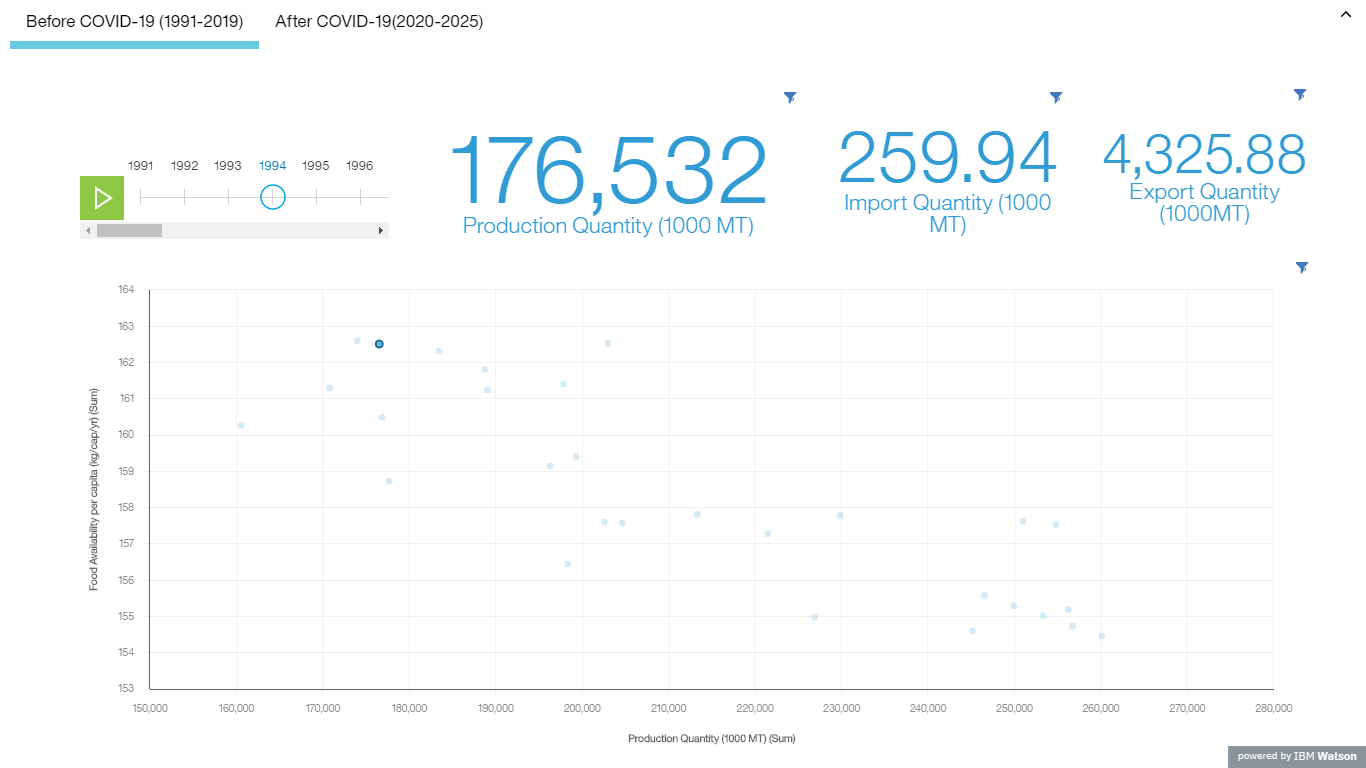 Before COVID-19 (1991-2019) After COVID-19(2020-2025)
1991 1992 1993 1994 1995 1996
176,532
Production Quantity (1000 MT)
259.94
Import Quantity (1000
MT)
4,325.88
Export Quantity
(1000MT)
Food Availability per capita (kg/cap/yr) (Sum)
164
163
162
161
160
159
158
157
156
155
154
153
150,000 160,000 170,000 180,000 190,000 200,000 210,000 220,000 230,000 240,000 250,000 260,000 270,000 280,000
Production Quantity (1000 MT) (Sum)
powered by IBM Watson